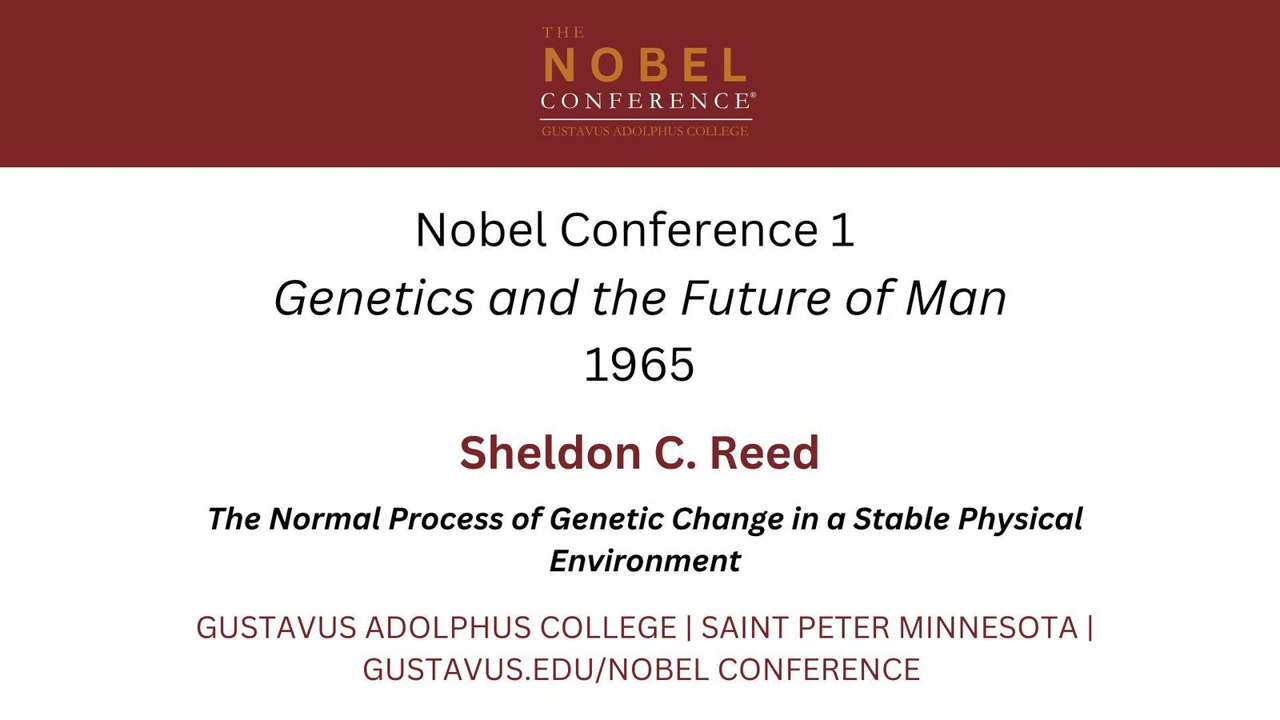 THE
NOBEL
CONFERENCE®
GUSTAVUS ADOLPHUS COLLEGE
Nobel Conference 1
Genetics and the Future of Man
1965
Sheldon C. Reed
The Normal Process of Genetic Change in a Stable Physical
Environment
GUSTAVUS ADOLPHUS COLLEGE | SAINT PETER MINNESOTA |
GUSTAVUS.EDU/NOBEL CONFERENCE